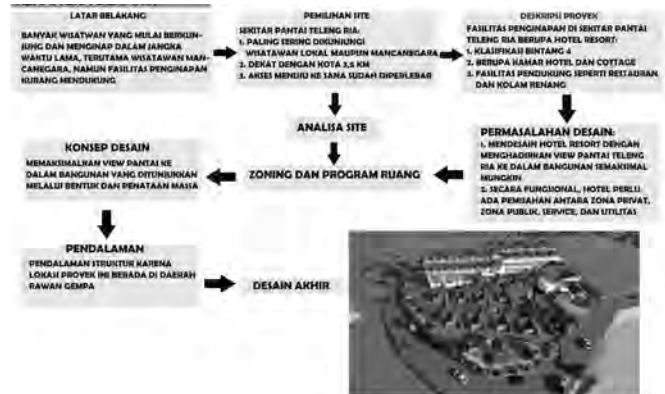 LATAR BELAKANG
BANYAK WISATWAN YANG MULAI BERKUN-
JUNG DAN MENGINAP DALAM JANGKA
WAKTU LAMA, TERUTAMA WISATAWAN MAN-
CANEGARA, NAMUN FASILITAS PENGINAPAN
KURANG MENDUKUNG
PEMILIHAN SITE
SEKITAR PANTAI TELENG RIA:
1. PALING SERING DIKUNJUNGI
WISATAWAN LOKAL MAUPUN MANCANEGARA
2. DEKAT DENGAN KOTA 3,5 KM
3. AKSES MENUJU KE SANA SUDAH DIPERLEBAR
DESKRIPSI PROYEK
FASILITAS PENGINAPAN DI SEKITAR PANTAI
TELENG RIA BERUPA HOTEL RESORT:
1. KLASIFIKASI BINTANG 4
2. BERUPA KAMAR HOTEL DAN COTTAGE
3. FASILITAS PENDUKUNG SEPERTI RESTAURAN
DAN KOLAM RENANG
ANALISA SITE
PERMASALAHAN DESAIN:
1. MENDESAIN HOTEL RESORT DENGAN
MENGHADIRKAN VIEW PANTAI TELENG
RIA KE DALAM BANGUNAN SEMAKSIMAL
MUNGKIN
2. SECARA FUNGSIONAL, HOTEL PERLU
ADA PEMISAHAN ANTARA ZONA PRIVAT,
ZONA PUBLIK, SERVICE, DAN UTILITAS
ZONING DAN PROGRAM RUANG
KONSEP DESAIN
MEMAKSIMALKAN VIEW PANTAI KE
DALAM BANGUNAN YANG DITUNJUKKAN
MELALUI BENTUK DAN PENATAAN MASSA
PENDALAMAN
PENDALAMAN STRUKTUR KARENA
LOKASI PROYEK INI BERADA DI DAERAH
RAWAN GEMPA
DESAIN AKHIR